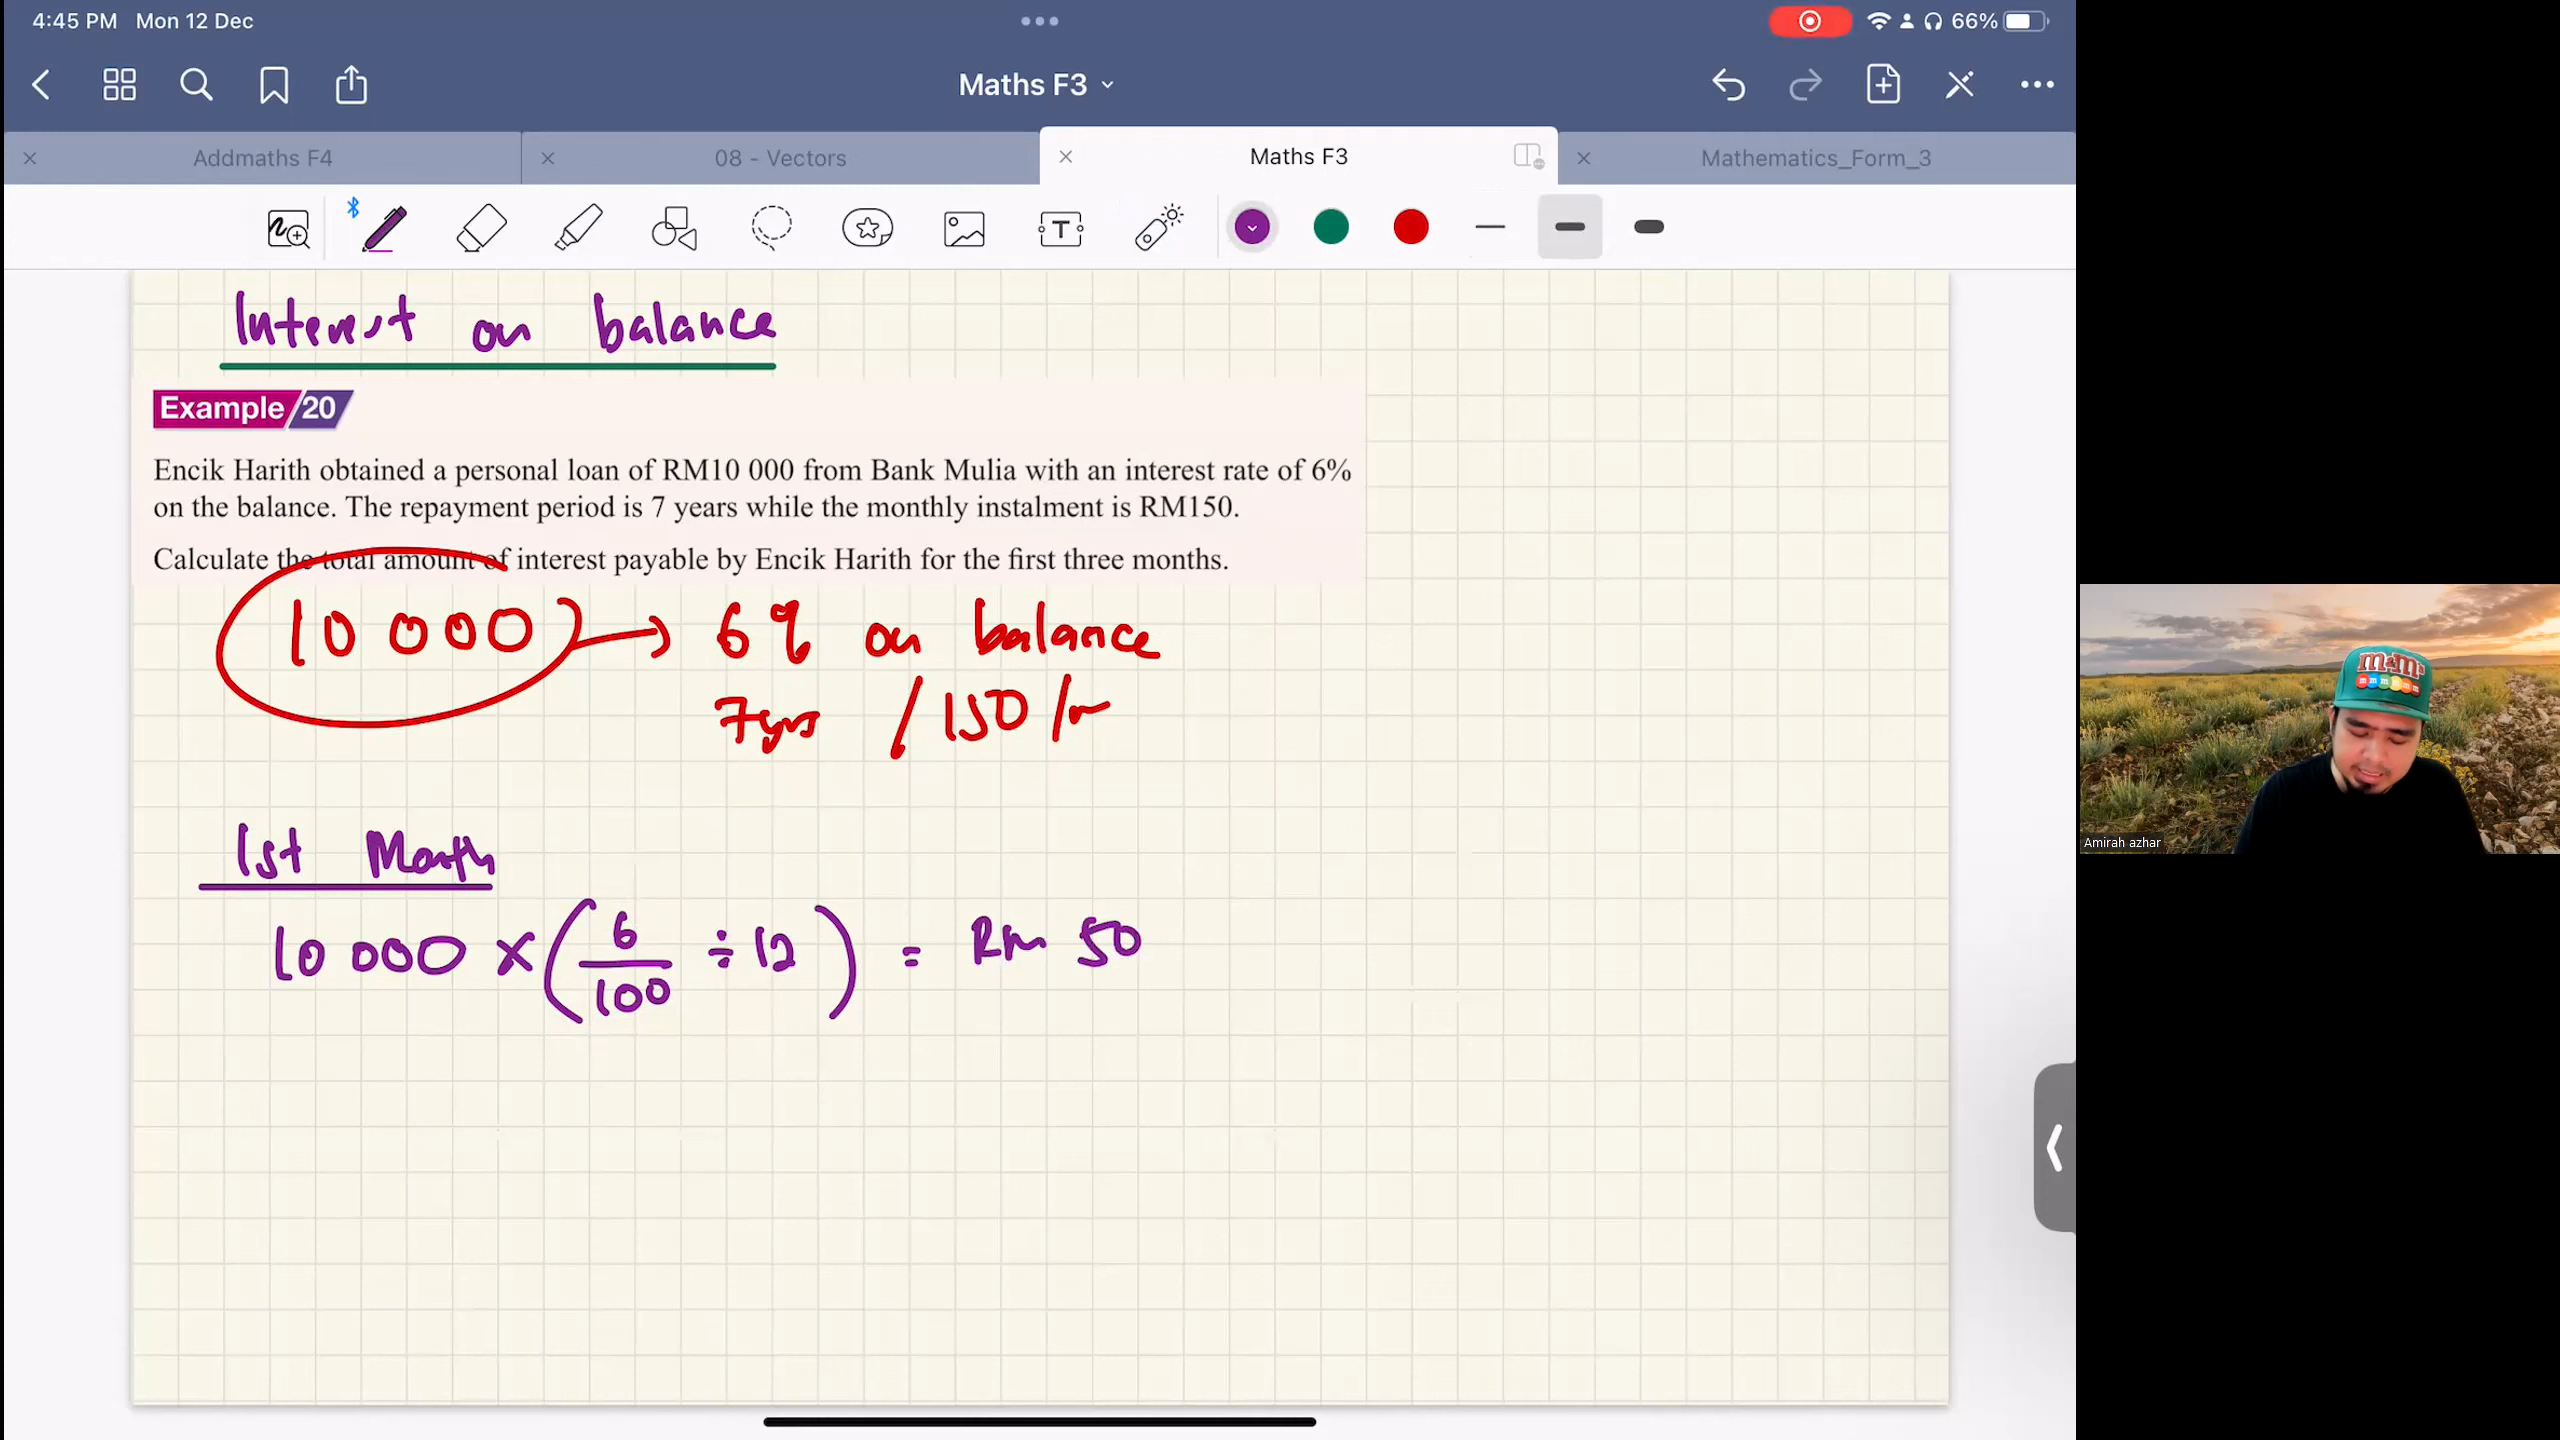 4:45 PM Mon 12 Dec
66%
Maths F3
Addmaths F4
08 - Vectors
Maths F3
Mathematics_Form_3
Interest on balance
Example 20
Encik Harith obtained a personal loan of RM10 000 from Bank Mulia with an interest rate of 6%
on the balance. The repayment period is 7 years while the monthly instalment is RM150.
Calculate the total amount of interest payable by Encik Harith for the first three months.
10 000 → 6% on balance
7yrs / 150 /m
1st Month
10 000 × (6/100 ÷ 12) = RM 50
m&m's
m m m m m
Amirah azhar